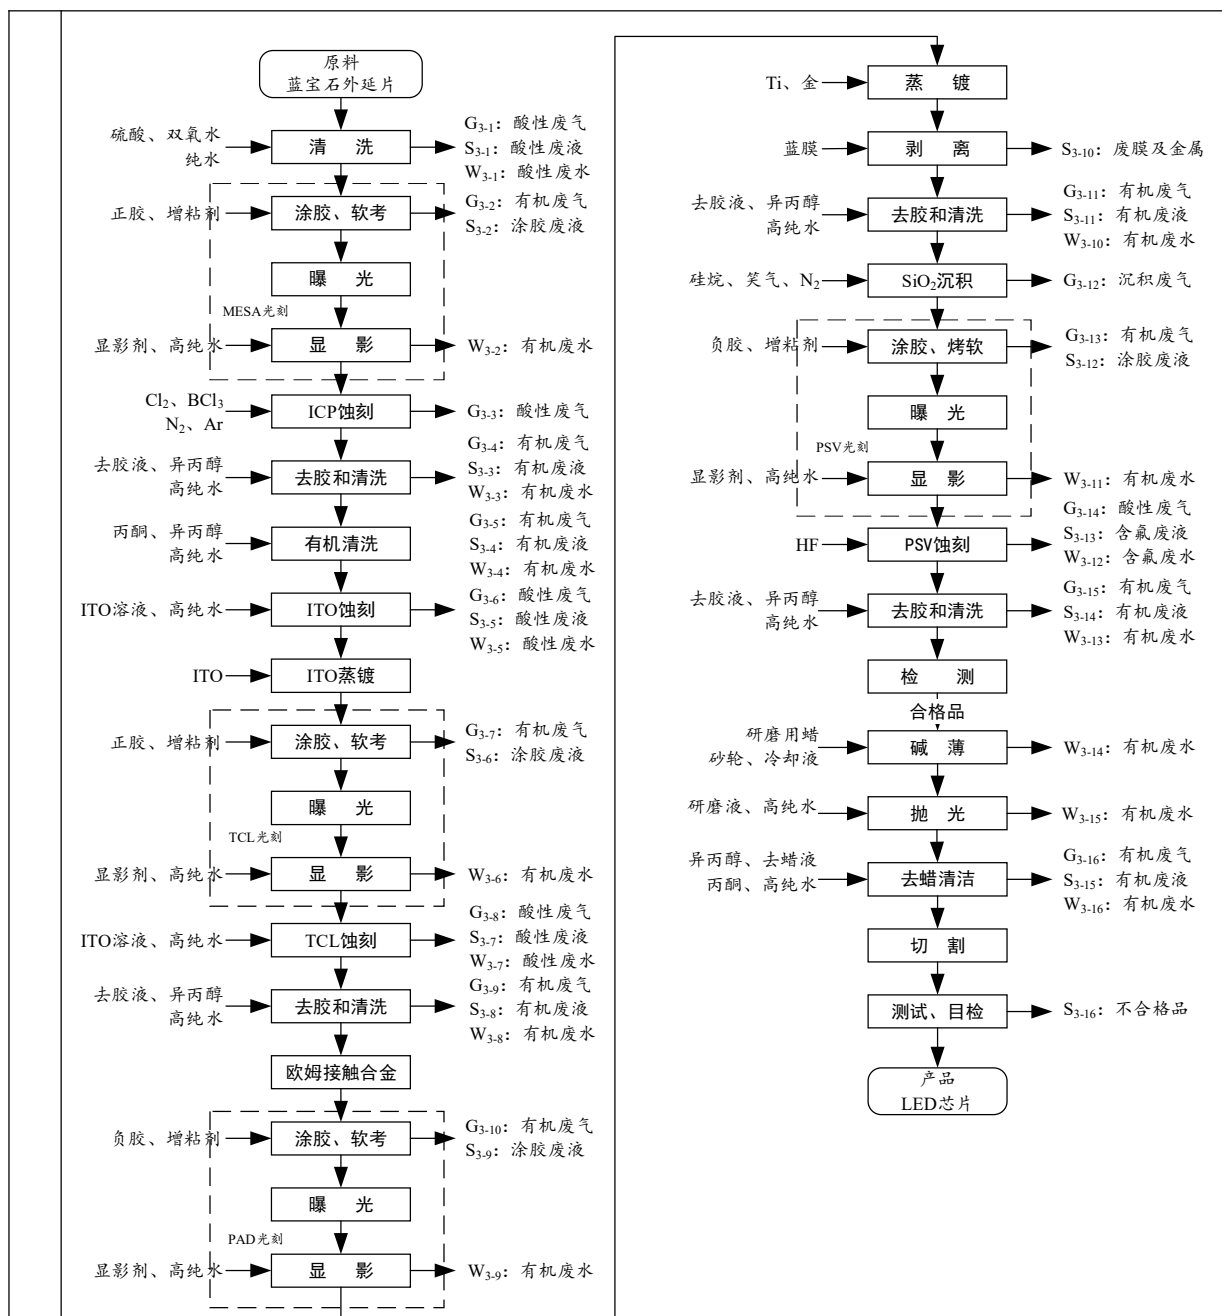 原料
蓝宝石外延片
硫酸、双氧水
纯水
清 洗
G3-1：酸性废气
S3-1：酸性废液
W3-1：酸性废水
正胶、增粘剂
涂胶、软考
G3-2：有机废气
S3-2：涂胶废液
曝 光
MESA光刻
显影剂、高纯水
显 影
W3-2：有机废水
Cl2、BCl3
N2、Ar
ICP蚀刻
G3-3：酸性废气
去胶液、异丙醇
高纯水
去胶和清洗
G3-4：有机废气
S3-3：有机废液
W3-3：有机废水
丙酮、异丙醇
高纯水
有机清洗
G3-5：有机废气
S3-4：有机废液
W3-4：有机废水
ITO溶液、高纯水
ITO蚀刻
G3-6：酸性废气
S3-5：酸性废液
W3-5：酸性废水
ITO
ITO蒸镀
正胶、增粘剂
涂胶、软考
G3-7：有机废气
S3-6：涂胶废液
曝 光
TCL光刻
显影剂、高纯水
显 影
W3-6：有机废水
ITO溶液、高纯水
TCL蚀刻
G3-8：酸性废气
S3-7：酸性废液
W3-7：酸性废水
去胶液、异丙醇
高纯水
去胶和清洗
G3-9：有机废气
S3-8：有机废液
W3-8：有机废水
欧姆接触合金
负胶、增粘剂
涂胶、软考
G3-10：有机废气
S3-9：涂胶废液
曝 光
PAD光刻
显影剂、高纯水
显 影
W3-9：有机废水
Ti、金
蒸 镀
蓝膜
剥 离
S3-10：废膜及金属
去胶液、异丙醇
高纯水
去胶和清洗
G3-11：有机废气
S3-11：有机废液
W3-10：有机废水
硅烷、笑气、N2
SiO2沉积
G3-12：沉积废气
负胶、增粘剂
涂胶、烤软
G3-13：有机废气
S3-12：涂胶废液
曝 光
PSV光刻
显影剂、高纯水
显 影
W3-11：有机废水
HF
PSV蚀刻
G3-14：酸性废气
S3-13：含氟废液
W3-12：含氟废水
去胶液、异丙醇
高纯水
去胶和清洗
G3-15：有机废气
S3-14：有机废液
W3-13：有机废水
检 测
合格品
研磨用蜡
砂轮、冷却液
碱 薄
W3-14：有机废水
研磨液、高纯水
抛 光
W3-15：有机废水
异丙醇、去蜡液
丙酮、高纯水
去蜡清洁
G3-16：有机废气
S3-15：有机废液
W3-16：有机废水
切 割
测试、目检
S3-16：不合格品
产品
LED芯片